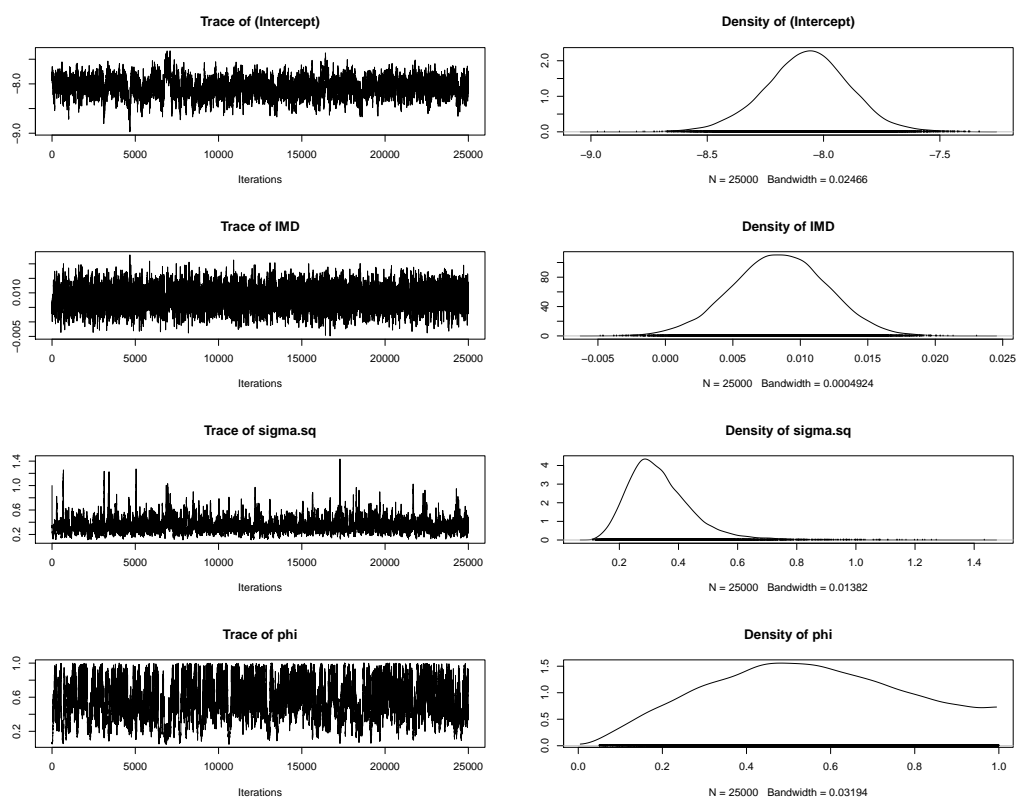 Trace of (Intercept)
−9.0 −8.0
0 5000 10000 15000 20000 25000
Iterations
Density of (Intercept)
0.0 1.0 2.0
−9.0 −8.5 −8.0 −7.5
N = 25000 Bandwidth = 0.02466
Trace of IMD
−0.005 0.010
0 5000 10000 15000 20000 25000
Iterations
Density of IMD
0 40 80
−0.005 0.000 0.005 0.010 0.015 0.020 0.025
N = 25000 Bandwidth = 0.0004924
Trace of sigma.sq
0.2 0.6 1.0 1.4
0 5000 10000 15000 20000 25000
Iterations
Density of sigma.sq
0 1 2 3 4
0.2 0.4 0.6 0.8 1.0 1.2 1.4
N = 25000 Bandwidth = 0.01382
Trace of phi
0.2 0.6 1.0
0 5000 10000 15000 20000 25000
Iterations
Density of phi
0.0 0.5 1.0 1.5
0.0 0.2 0.4 0.6 0.8 1.0
N = 25000 Bandwidth = 0.03194